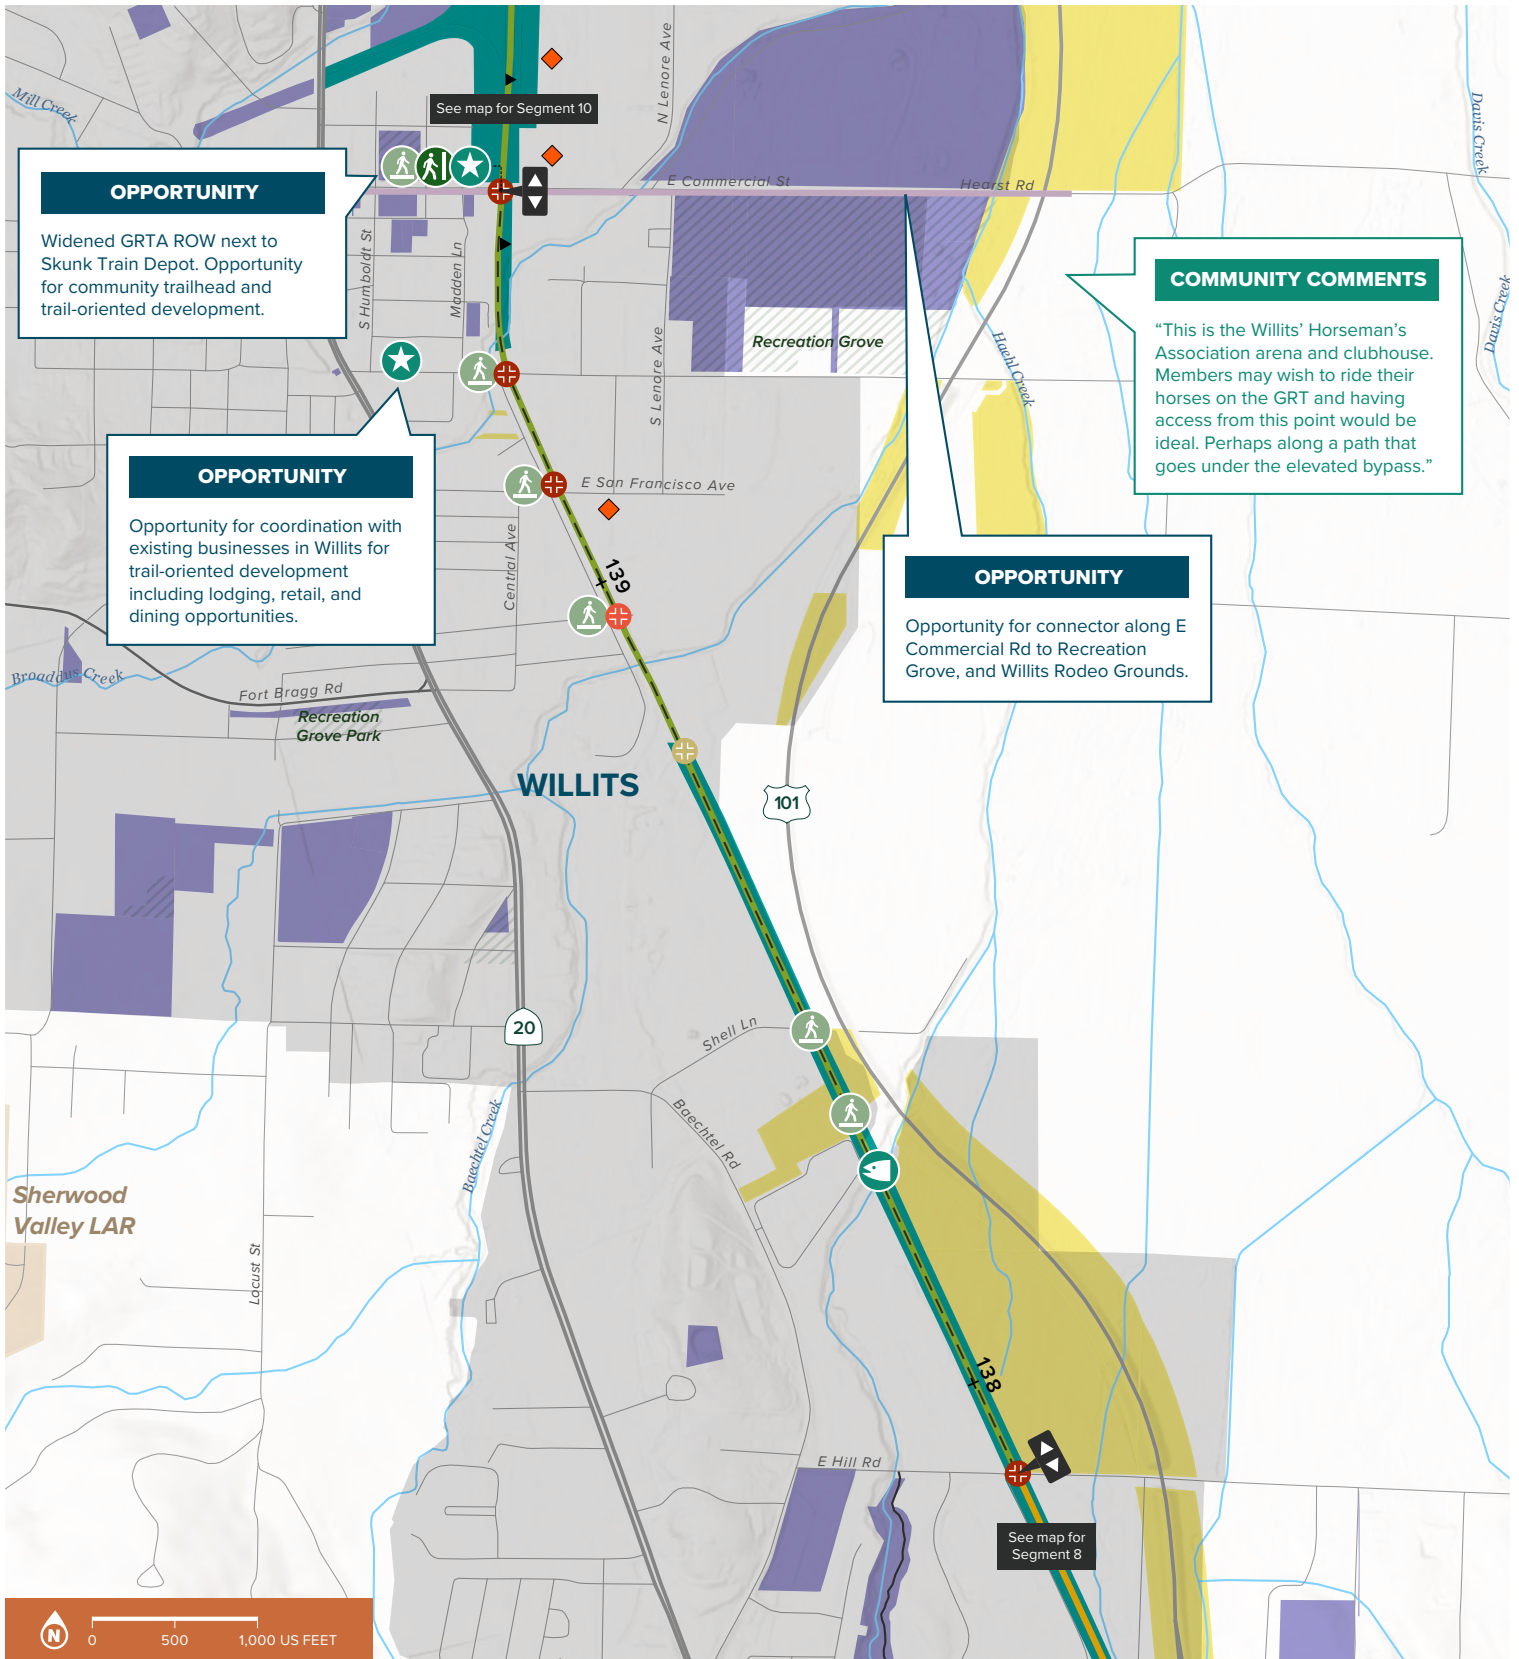 Mill Creek
See map for Segment 10
N Lenore Ave
Davis Creek
OPPORTUNITY
Widened GRTA ROW next to
Skunk Train Depot. Opportunity
for community trailhead and
trail-oriented development.
E Commercial St
Hearst Rd
S Humboldt St
Madden Ln
COMMUNITY COMMENTS
“This is the Willits’ Horseman’s
Association arena and clubhouse.
Members may wish to ride their
horses on the GRT and having
access from this point would be
ideal. Perhaps along a path that
goes under the elevated bypass.”
Davis Creek
Recreation Grove
S Lenore Ave
Haehl Creek
OPPORTUNITY
Opportunity for coordination with
existing businesses in Willits for
trail-oriented development
including lodging, retail, and
dining opportunities.
E San Francisco Ave
Central Ave
139
OPPORTUNITY
Opportunity for connector along E
Commercial Rd to Recreation
Grove, and Willits Rodeo Grounds.
Broaddus Creek
Fort Bragg Rd
Recreation
Grove Park
WILLITS
101
20
Shell Ln
Baechtel Rd
Baechtel Creek
Sherwood
Valley LAR
Locust St
138
E Hill Rd
See map for
Segment 8
N
0 500 1,000 US FEET